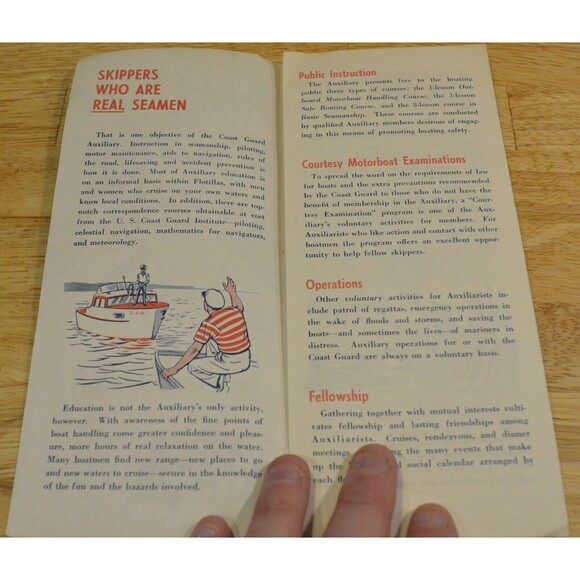 SKIPPERS
WHO ARE
REAL SEAMEN
That is one objective of the Coast Guard
Auxiliary. Instruction in seamanship, piloting,
motor maintenance, aids to navigation, rules of
the road, lifesaving and accident prevention is
how it is done. Most of Auxiliary education is
on an informal basis within Flotillas, with men
and women who cruise on your own waters and
know local conditions. In addition, there are top-
notch correspondence courses obtainable at cost
from the U. S. Coast Guard Institute—piloting,
celestial navigation, mathematics for navigators,
and meteorology.
Education is not the Auxiliary's only activity,
however. With awareness of the fine points of
boat handling come greater confidence and pleas-
ure, more hours of real relaxation on the water.
Many boatmen find new range—new places to go
and new waters to cruise—secure in the knowledge
of the fun and the hazards involved.
Public Instruction
The Auxiliary presents free to the boating
public three types of courses: the 1-lesson Out-
board Motorboat Handling Course, the 3-lesson
Safe Boating Course, and the 8-lesson course in
Basic Seamanship. These courses are conducted
by qualified Auxiliary members desirous of engag-
ing in this means of promoting boating safety.
Courtesy Motorboat Examinations
To spread the word on the requirements of law
for boats and the extra precautions recommended
by the Coast Guard to those who do not have the
benefit of membership in the Auxiliary, a "Cour-
tesy Examination" program is one of the Aux-
iliary's voluntary activities for members. For
Auxiliarists who like action and contact with other
boatmen the program offers an excellent oppor-
tunity to help fellow skippers.
Operations
Other voluntary activities for Auxiliarists in-
clude patrol of regattas, emergency operations in
the wake of floods and storms, and saving the
boats—and sometimes the lives—of mariners in
distress. Auxiliary operations for or with the
Coast Guard are always on a voluntary basis.
Fellowship
Gathering together with mutual interests culti-
vates fellowship and lasting friendships among
Auxiliarists. Cruises, rendezvous, and dinner
meetings, the many events that make
up the social calendar arranged by
each